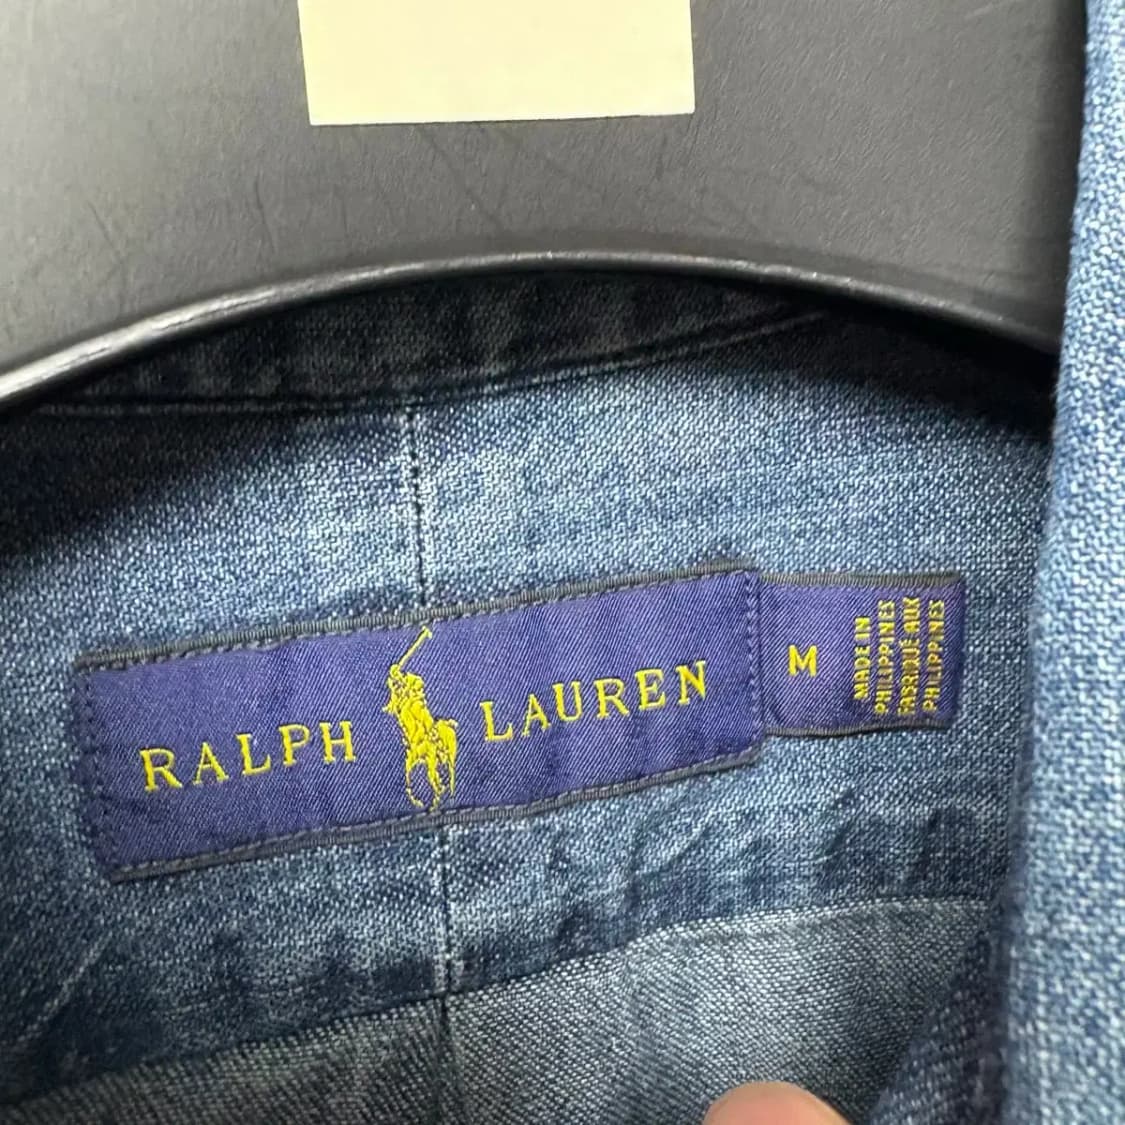 RALPH LAUREN
M
MADE IN
PHILIPPINES
FABRIQUÉ AUX
PHILIPPINES